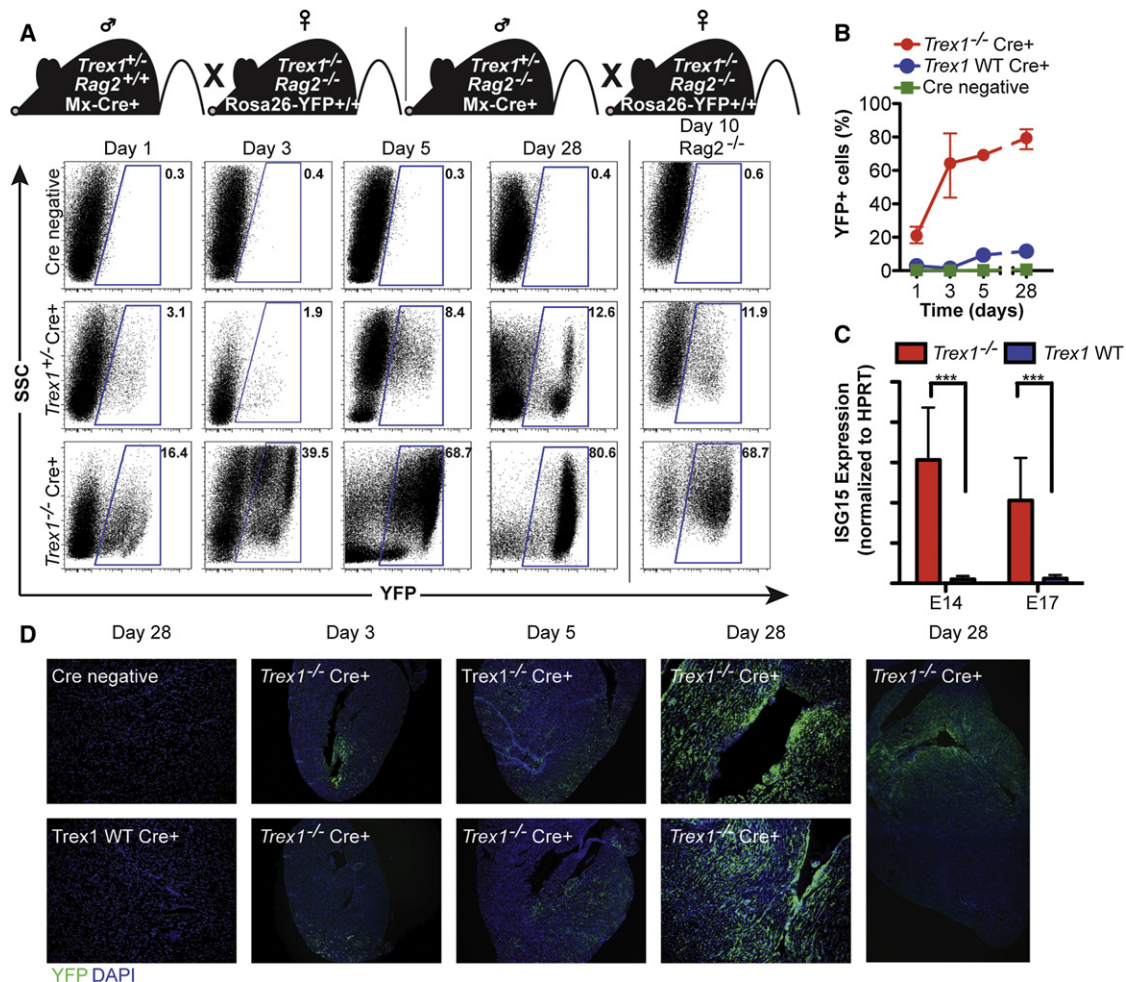 A
♂ ♀ ♂ ♀
Trex1+/- Rag2+/+ Mx-Cre+
X
Trex1-/- Rag2-/- Rosa26-YFP+/+
Trex1+/- Rag2-/- Mx-Cre+
X
Trex1-/- Rag2-/- Rosa26-YFP+/+
Day 1 Day 3 Day 5 Day 28 Day 10 Rag2 -/-
Cre negative
0.3 0.4 0.3 0.4 0.6
Trex1+/- Cre+
3.1 1.9 8.4 12.6 11.9
Trex1-/- Cre+
16.4 39.5 68.7 80.6 68.7
SSC
YFP
B
Trex1-/- Cre+
Trex1 WT Cre+
Cre negative
YFP+ cells (%)
100
80
60
40
20
0
1 3 5 28
Time (days)
C
Trex1-/- Trex1 WT
ISG15 Expression
(normalized to HPRT)
*** ***
E14 E17
D
Day 28 Day 3 Day 5 Day 28 Day 28
Cre negative Trex1-/- Cre+ Trex1-/- Cre+ Trex1-/- Cre+ Trex1-/- Cre+
Trex1 WT Cre+ Trex1-/- Cre+ Trex1-/- Cre+ Trex1-/- Cre+
YFP DAPI